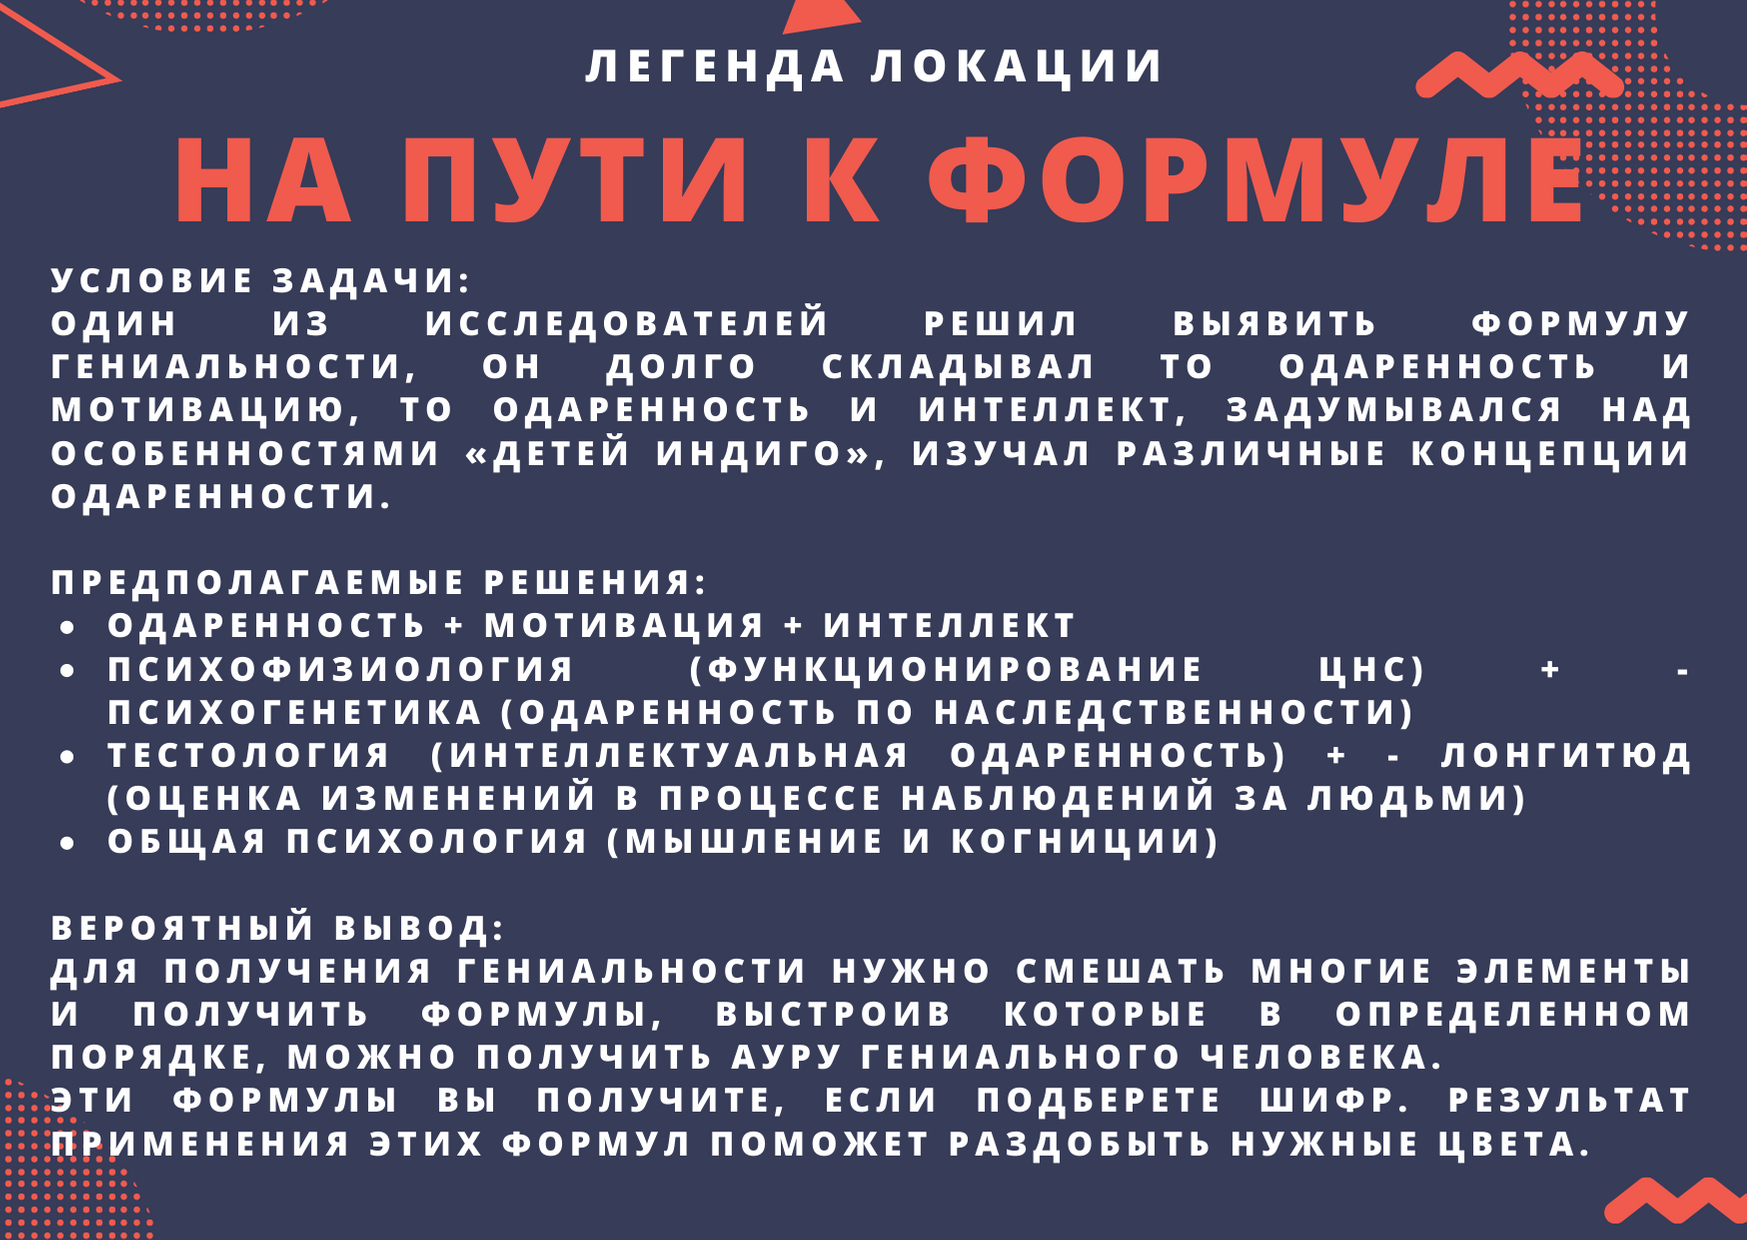 ЛЕГЕНДА ЛОКАЦИИ
НА ПУТИ К ФОРМУЛЕ
УСЛОВИЕ ЗАДАЧИ:
ОДИН ИЗ ИССЛЕДОВАТЕЛЕЙ РЕШИЛ ВЫЯВИТЬ ФОРМУЛУ
ГЕНИАЛЬНОСТИ, ОН ДОЛГО СКЛАДЫВАЛ ТО ОДАРЕННОСТЬ И
МОТИВАЦИЮ, ТО ОДАРЕННОСТЬ И ИНТЕЛЛЕКТ, ЗАДУМЫВАЛСЯ НАД
ОСОБЕННОСТЯМИ «ДЕТЕЙ ИНДИГО», ИЗУЧАЛ РАЗЛИЧНЫЕ КОНЦЕПЦИИ
ОДАРЕННОСТИ.
ПРЕДПОЛАГАЕМЫЕ РЕШЕНИЯ:
• ОДАРЕННОСТЬ + МОТИВАЦИЯ + ИНТЕЛЛЕКТ
• ПСИХОФИЗИОЛОГИЯ (ФУНКЦИОНИРОВАНИЕ ЦНС) + -
ПСИХОГЕНЕТИКА (ОДАРЕННОСТЬ ПО НАСЛЕДСТВЕННОСТИ)
• ТЕСТОЛОГИЯ (ИНТЕЛЛЕКТУАЛЬНАЯ ОДАРЕННОСТЬ) + - ЛОНГИТЮД
(ОЦЕНКА ИЗМЕНЕНИЙ В ПРОЦЕССЕ НАБЛЮДЕНИЙ ЗА ЛЮДЬМИ)
• ОБЩАЯ ПСИХОЛОГИЯ (МЫШЛЕНИЕ И КОГНИЦИИ)
ВЕРОЯТНЫЙ ВЫВОД:
ДЛЯ ПОЛУЧЕНИЯ ГЕНИАЛЬНОСТИ НУЖНО СМЕШАТЬ МНОГИЕ ЭЛЕМЕНТЫ
И ПОЛУЧИТЬ ФОРМУЛЫ, ВЫСТРОИВ КОТОРЫЕ В ОПРЕДЕЛЕННОМ
ПОРЯДКЕ, МОЖНО ПОЛУЧИТЬ АУРУ ГЕНИАЛЬНОГО ЧЕЛОВЕКА.
ЭТИ ФОРМУЛЫ ВЫ ПОЛУЧИТЕ, ЕСЛИ ПОДБЕРЕТЕ ШИФР. РЕЗУЛЬТАТ
ПРИМЕНЕНИЯ ЭТИХ ФОРМУЛ ПОМОЖЕТ РАЗДОБЫТЬ НУЖНЫЕ ЦВЕТА.